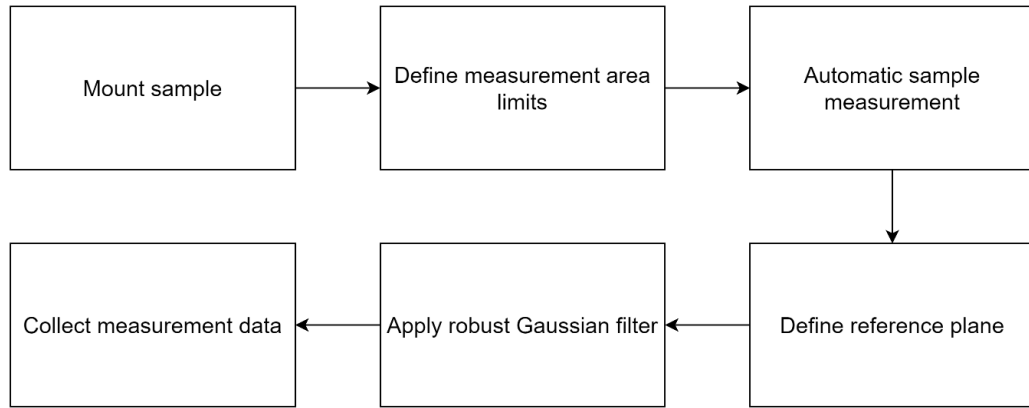 Mount sample
Define measurement area
limits
Automatic sample
measurement
Define reference plane
Apply robust Gaussian filter
Collect measurement data